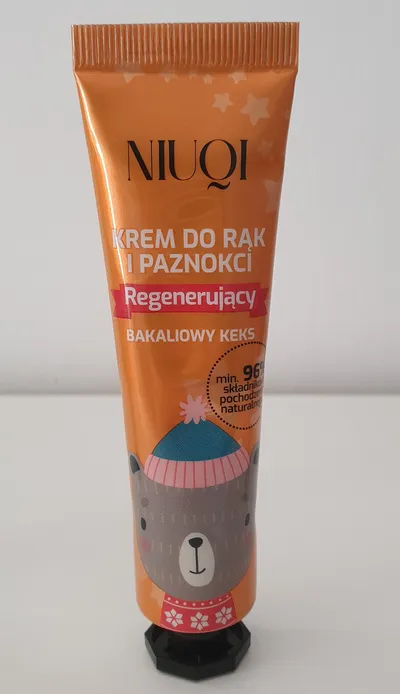 NIUQI
KREM DO RĄK
I PAZNOKCI
Regenerujący
BAKALIOWY KEKS
min. 96%